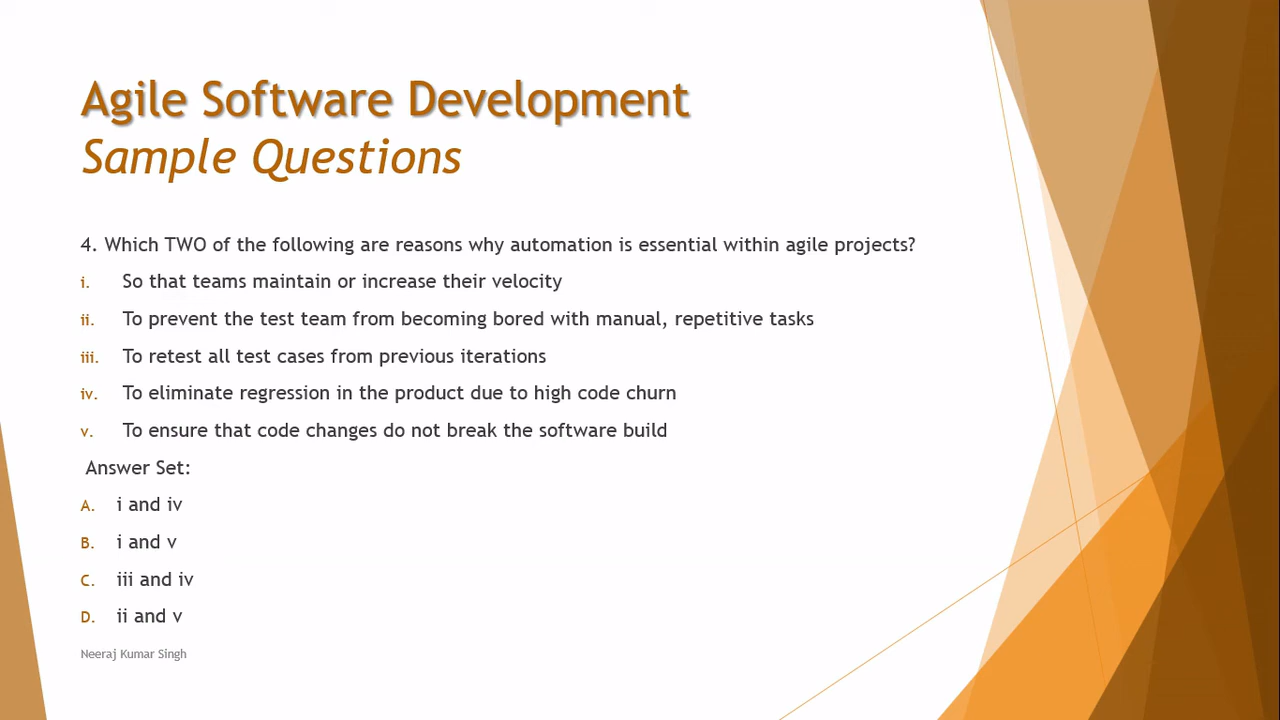 Agile Software Development
Sample Questions
4. Which TWO of the following are reasons why automation is essential within agile projects?
i. So that teams maintain or increase their velocity
ii. To prevent the test team from becoming bored with manual, repetitive tasks
iii. To retest all test cases from previous iterations
iv. To eliminate regression in the product due to high code churn
v. To ensure that code changes do not break the software build
Answer Set:
A. i and iv
B. i and v
C. iii and iv
D. ii and v
Neeraj Kumar Singh